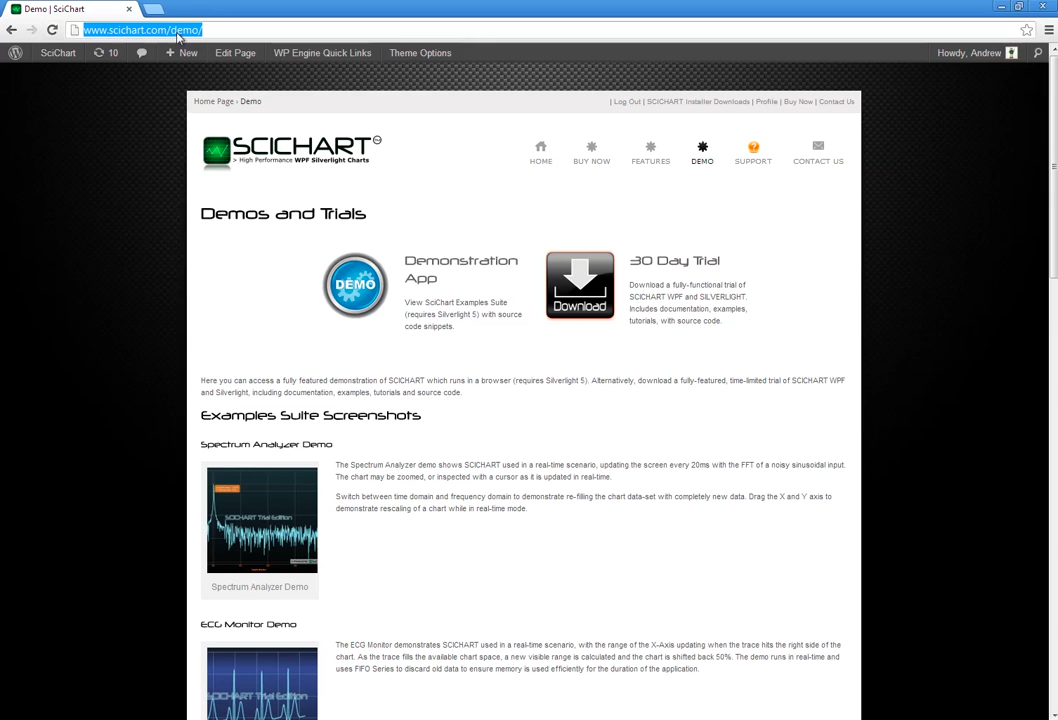 Demo | SciChart
www.scichart.com/demo/
SciChart 10 New Edit Page WP Engine Quick Links Theme Options Howdy, Andrew
Home Page › Demo | Log Out | SCICHART Installer Downloads | Profile | Buy Now | Contact Us
SCICHART
> High Performance WPF Silverlight Charts
HOME BUY NOW FEATURES DEMO SUPPORT CONTACT US
Demos and Trials
DEMO
Demonstration
App
View SciChart Examples Suite
(requires Silverlight 5) with source
code snippets.
Download
30 Day Trial
Download a fully-functional trial of
SCICHART WPF and SILVERLIGHT.
Includes documentation, examples,
tutorials, with source code.
Here you can access a fully featured demonstration of SCICHART which runs in a browser (requires Silverlight 5). Alternatively, download a fully-featured, time-limited trial of SCICHART WPF
and Silverlight, including documentation, examples, tutorials and source code.
Examples Suite Screenshots
Spectrum Analyzer Demo
SCICHART Trial Edition
Spectrum Analyzer Demo
The Spectrum Analyzer demo shows SCICHART used in a real-time scenario, updating the screen every 20ms with the FFT of a noisy sinusoidal input.
The chart may be zoomed, or inspected with a cursor as it is updated in real-time.
Switch between time domain and frequency domain to demonstrate re-filling the chart data-set with completely new data. Drag the X and Y axis to
demonstrate rescaling of a chart while in real-time mode.
ECG Monitor Demo
SCICHART Trial Edition
The ECG Monitor demonstrates SCICHART used in a real-time scenario, with the range of the X-Axis updating when the trace hits the right side of the
chart. As the trace fills the available chart space, a new visible range is calculated and the chart is shifted back 50%. The demo runs in real-time and
uses FIFO Series to discard old data to ensure memory is used efficiently for the duration of the application.